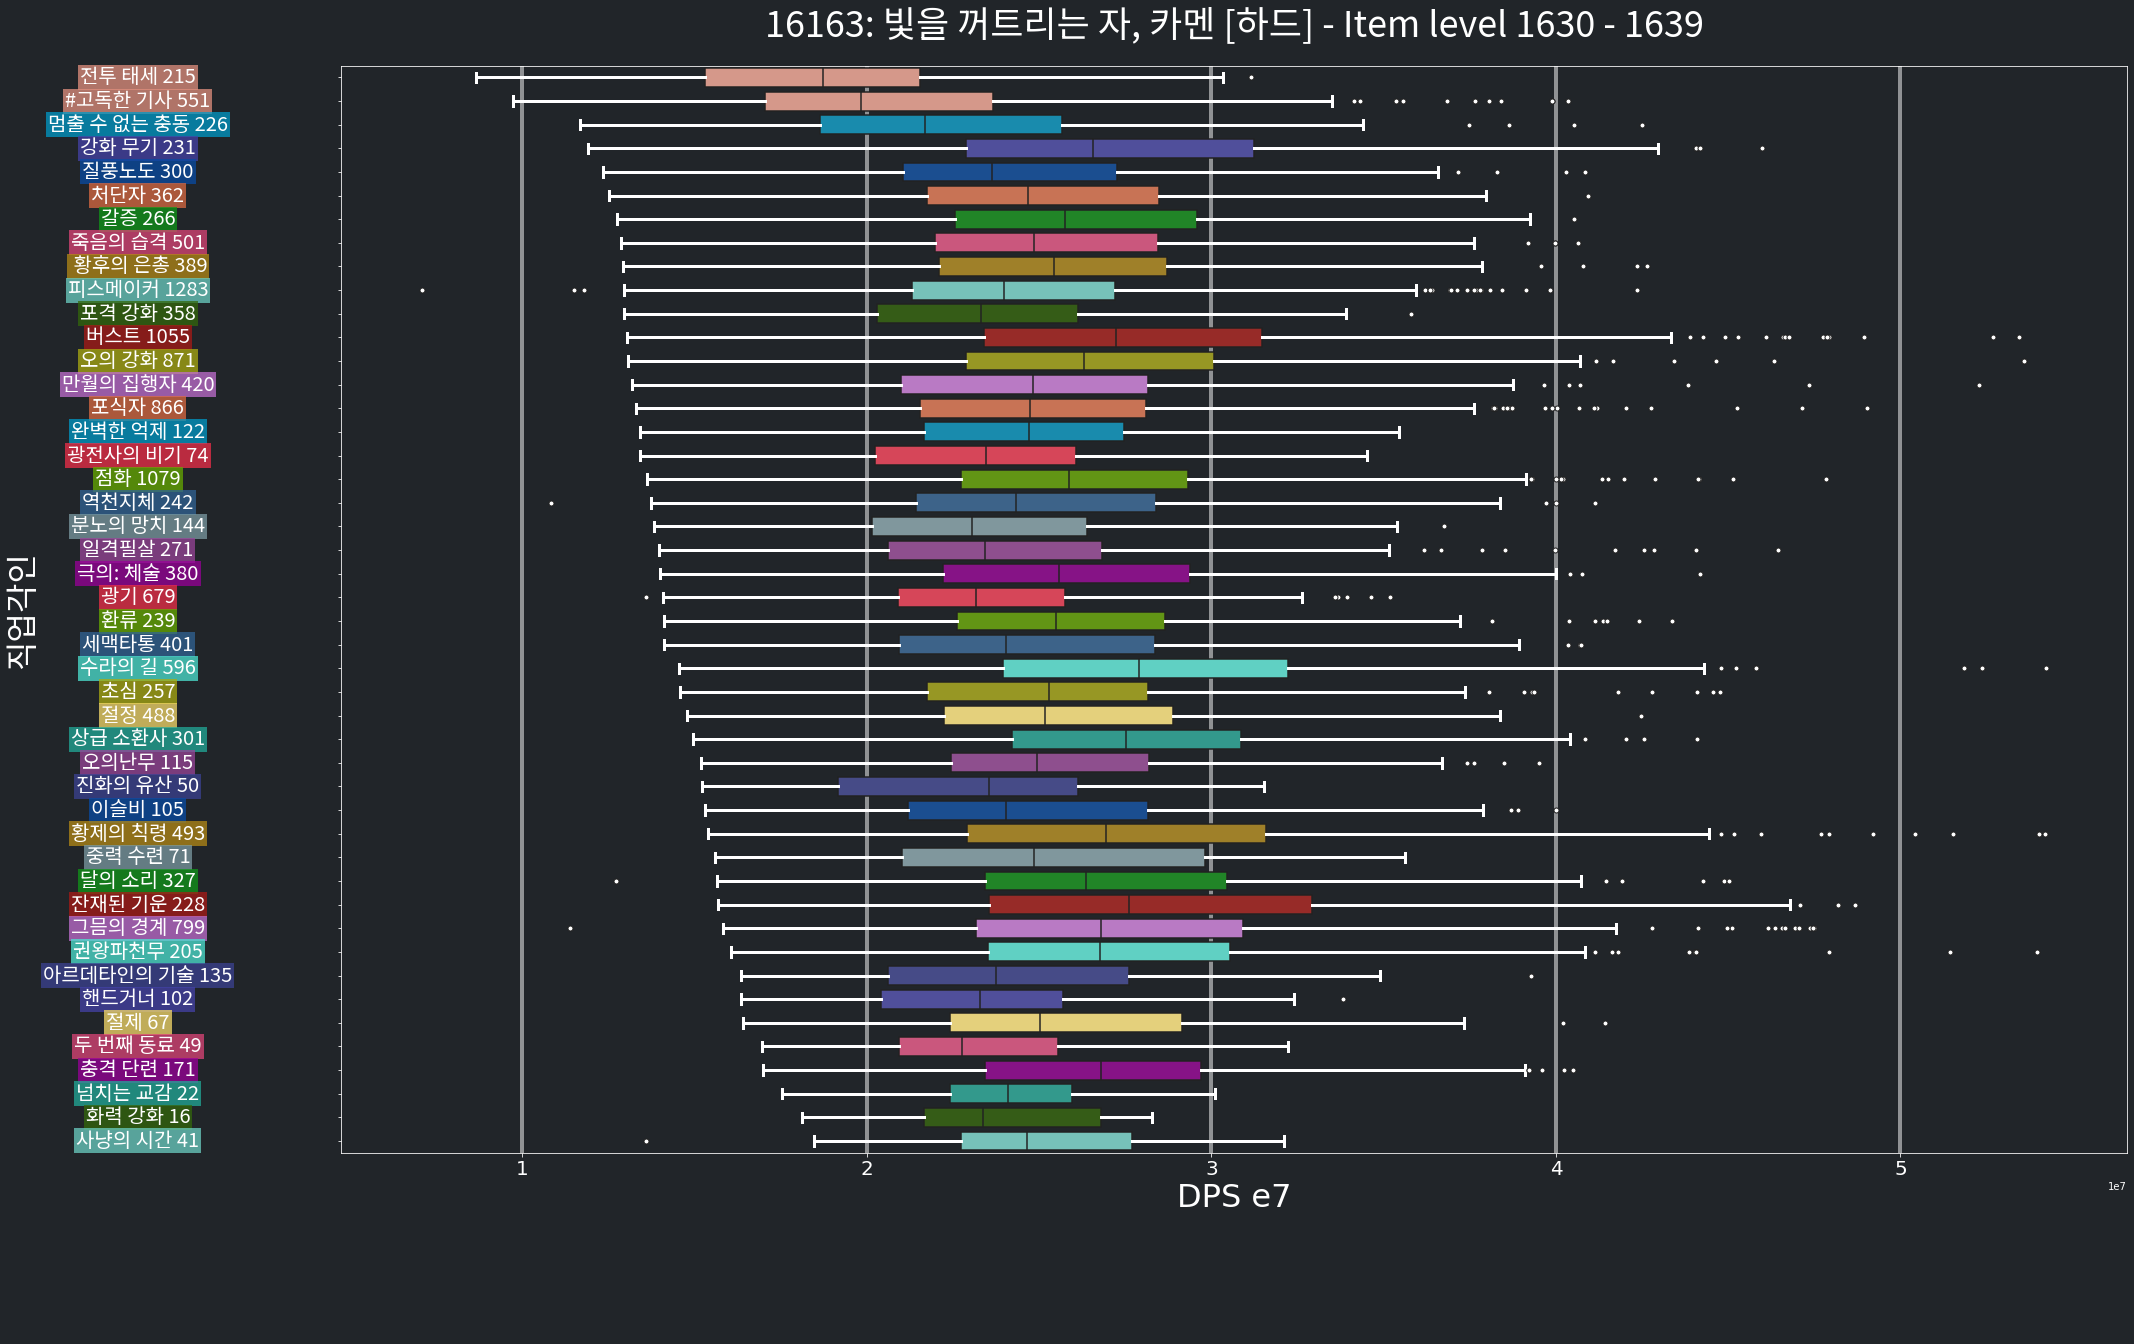 16163: 빛을 꺼트리는 자, 카멘 [하드] - Item level 1630 - 1639
직업각인
전투 태세 215
#고독한 기사 551
멈출 수 없는 충동 226
강화 무기 231
질풍노도 300
처단자 362
갈증 266
죽음의 습격 501
황후의 은총 389
피스메이커 1283
포격 강화 358
버스트 1055
오의 강화 871
만월의 집행자 420
포식자 866
완벽한 억제 122
광전사의 비기 74
점화 1079
역천지체 242
분노의 망치 144
일격필살 271
극의: 체술 380
광기 679
환류 239
세맥타통 401
수라의 길 596
초심 257
절정 488
상급 소환사 301
오의난무 115
진화의 유산 50
이슬비 105
황제의 칙령 493
중력 수련 71
달의 소리 327
잔재된 기운 228
그믐의 경계 799
권왕파천무 205
아르데타인의 기술 135
핸드거너 102
절제 67
두 번째 동료 49
충격 단련 171
넘치는 교감 22
화력 강화 16
사냥의 시간 41
1 2 3 4 5
DPS e7
1e7